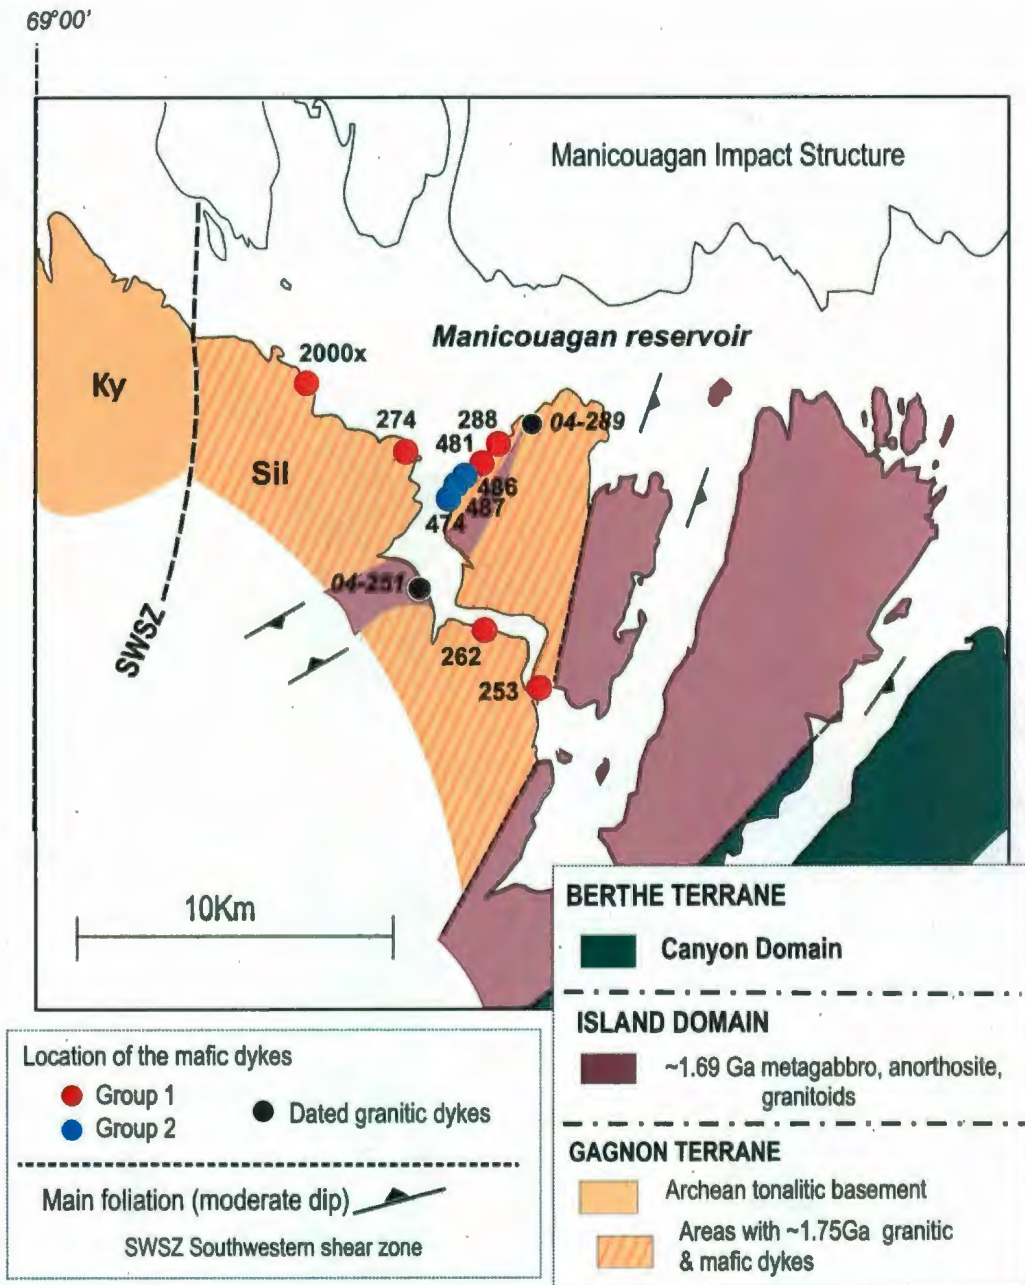 69°00'
Manicouagan Impact Structure
Manicouagan reservoir
2000x
Ky
274
288
04-289
481
Sil
486
487
474
04-251
SWSZ
262
253
10Km
BERTHE TERRANE
Canyon Domain
ISLAND DOMAIN
~1.69 Ga metagabbro, anorthosite,
granitoids
GAGNON TERRANE
Archean tonalitic basement
Areas with ~1.75Ga granitic
& mafic dykes
Location of the mafic dykes
Group 1
Group 2
Dated granitic dykes
Main foliation (moderate dip)
SWSZ Southwestern shear zone